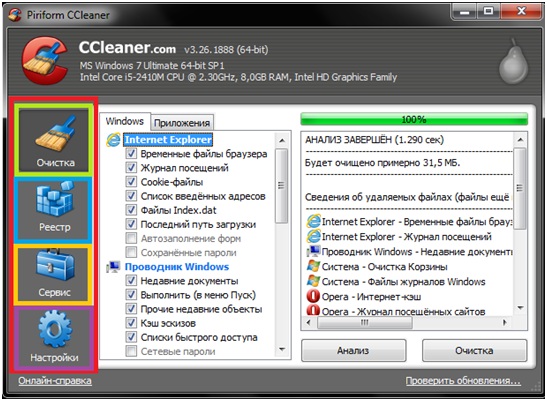 Piriform CCleaner
CCleaner.com v3.26.1888 (64-bit)
MS Windows 7 Ultimate 64-bit SP1
Intel Core i5-2410M CPU @ 2.30GHz, 8,0GB RAM, Intel HD Graphics Family
Очистка
Реестр
Сервис
Настройки
Windows
Приложения
Internet Explorer
Временные файлы браузера
Журнал посещений
Cookie-файлы
Список введённых адресов
Файлы Index.dat
Последний путь загрузки
Автозаполнение форм
Сохранённые пароли
Проводник Windows
Недавние документы
Выполнить (в меню Пуск)
Прочие недавние объекты
Кэш эскизов
Списки быстрого доступа
Сетевые пароли
100%
АНАЛИЗ ЗАВЕРШЁН (1.290 сек)
Будет очищено примерно 31,5 МБ.
Сведения об удаляемых файлах (файлы ещё
Internet Explorer - Временные файлы брауз
Internet Explorer - Журнал посещений
Проводник Windows - Недавние документы
Система - Очистка Корзины
Система - Файлы журналов Windows
Opera - Интернет-кэш
Opera - Журнал посещённых сайтов
Анализ
Очистка
Онлайн-справка
Проверить обновления...